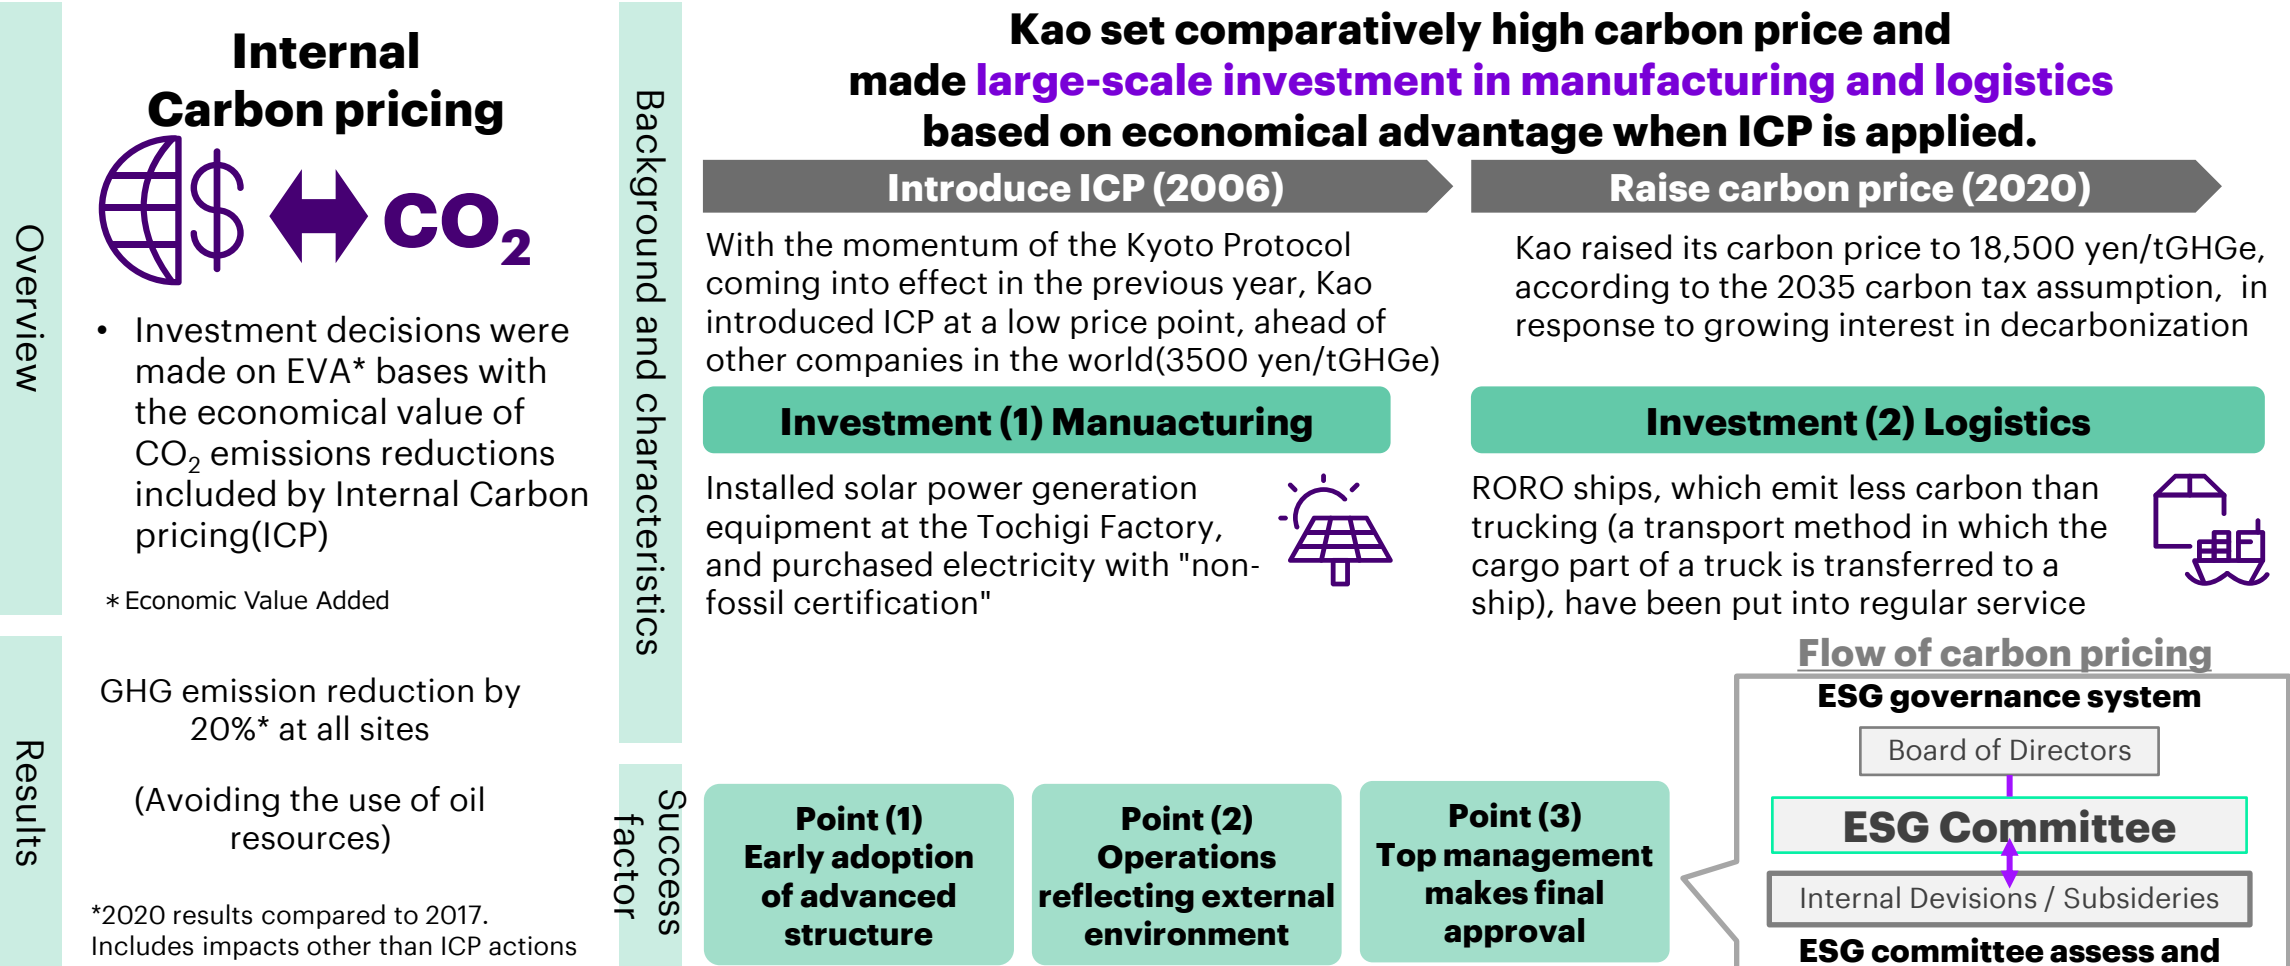 Overview
Internal
Carbon pricing
$ CO2
• Investment decisions were
made on EVA* bases with
the economical value of
CO2 emissions reductions
included by Internal Carbon
pricing(ICP)
*Economic Value Added
Results
GHG emission reduction by
20%* at all sites
(Avoiding the use of oil
resources)
*2020 results compared to 2017.
Includes impacts other than ICP actions
Background and characteristics
Kao set comparatively high carbon price and
made large-scale investment in manufacturing and logistics
based on economical advantage when ICP is applied.
Introduce ICP (2006)
With the momentum of the Kyoto Protocol
coming into effect in the previous year, Kao
introduced ICP at a low price point, ahead of
other companies in the world(3500 yen/tGHGe)
Raise carbon price (2020)
Kao raised its carbon price to 18,500 yen/tGHGe,
according to the 2035 carbon tax assumption, in
response to growing interest in decarbonization
Investment (1) Manuacturing
Installed solar power generation
equipment at the Tochigi Factory,
and purchased electricity with "non-
fossil certification"
Investment (2) Logistics
RORO ships, which emit less carbon than
trucking (a transport method in which the
cargo part of a truck is transferred to a
ship), have been put into regular service
Success
factor
Point (1)
Early adoption
of advanced
structure
Point (2)
Operations
reflecting external
environment
Point (3)
Top management
makes final
approval
Flow of carbon pricing
ESG governance system
Board of Directors
ESG Committee
Internal Devisions / Subsideries
ESG committee assess and